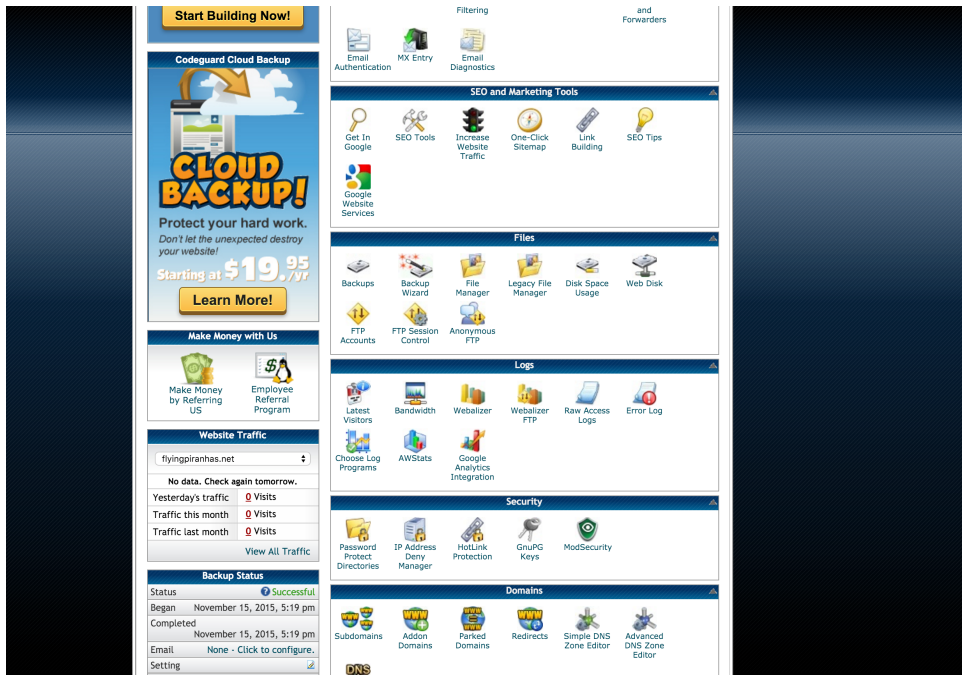 Start Building Now!
Codeguard Cloud Backup
CLOUD
BACKUP!
Protect your hard work.
Don't let the unexpected destroy
your website!
Starting at $19.95/yr
Learn More!
Make Money with Us
Make Money
by Referring
US
Employee
Referral
Program
Website Traffic
flyingpiranhas.net
No data. Check again tomorrow.
Yesterday's traffic 0 Visits
Traffic this month 0 Visits
Traffic last month 0 Visits
View All Traffic
Backup Status
Status Successful
Began November 15, 2015, 5:19 pm
Completed
November 15, 2015, 5:19 pm
Email None - Click to configure.
Setting
Filtering
and
Forwarders
Email
Authentication
MX Entry
Email
Diagnostics
SEO and Marketing Tools
Get In
Google
SEO Tools
Increase
Website
Traffic
One-Click
Sitemap
Link
Building
SEO Tips
Google
Website
Services
Files
Backups
Backup
Wizard
File
Manager
Legacy File
Manager
Disk Space
Usage
Web Disk
FTP
Accounts
FTP Session
Control
Anonymous
FTP
Logs
Latest
Visitors
Bandwidth
Webalizer
Webalizer
FTP
Raw Access
Logs
Error Log
Choose Log
Programs
AWStats
Google
Analytics
Integration
Security
Password
Protect
Directories
IP Address
Deny
Manager
HotLink
Protection
GnuPG
Keys
ModSecurity
Domains
WWW
WWW
WWW
Subdomains
WWW
Addon
Domains
WWW
WWW
Parked
Domains
WWW
Redirects
Simple DNS
Zone Editor
Advanced
DNS Zone
Editor
DNS